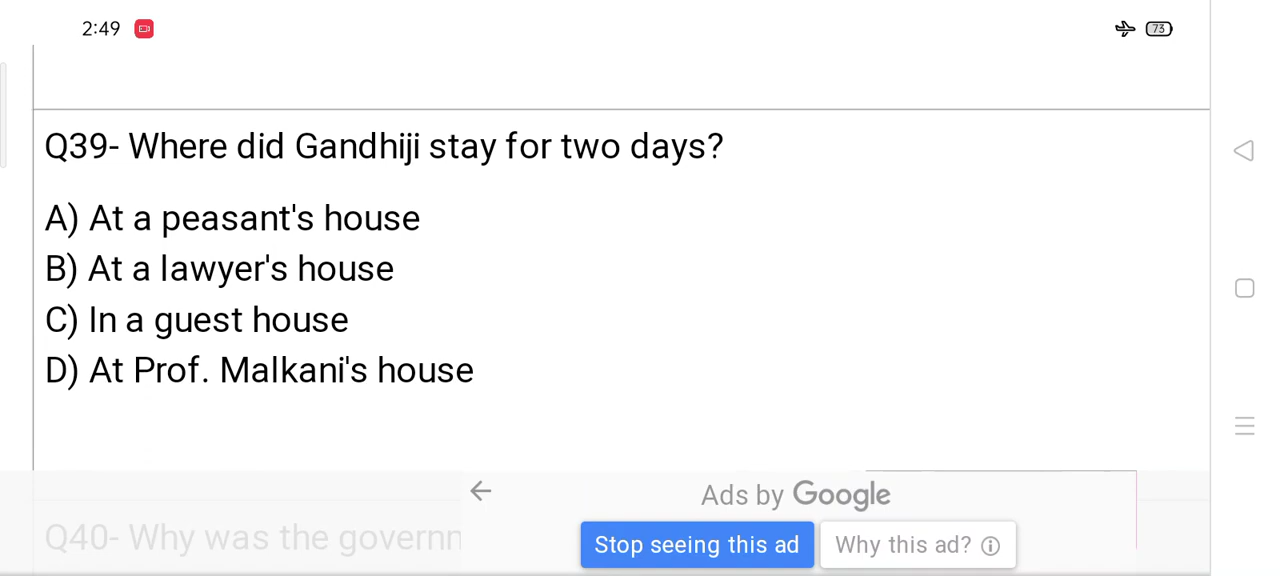 2:49
73
Q39- Where did Gandhiji stay for two days?
A) At a peasant's house
B) At a lawyer's house
C) In a guest house
D) At Prof. Malkani's house
Ads by Google
Q40- Why was the governn
Stop seeing this ad
Why this ad?